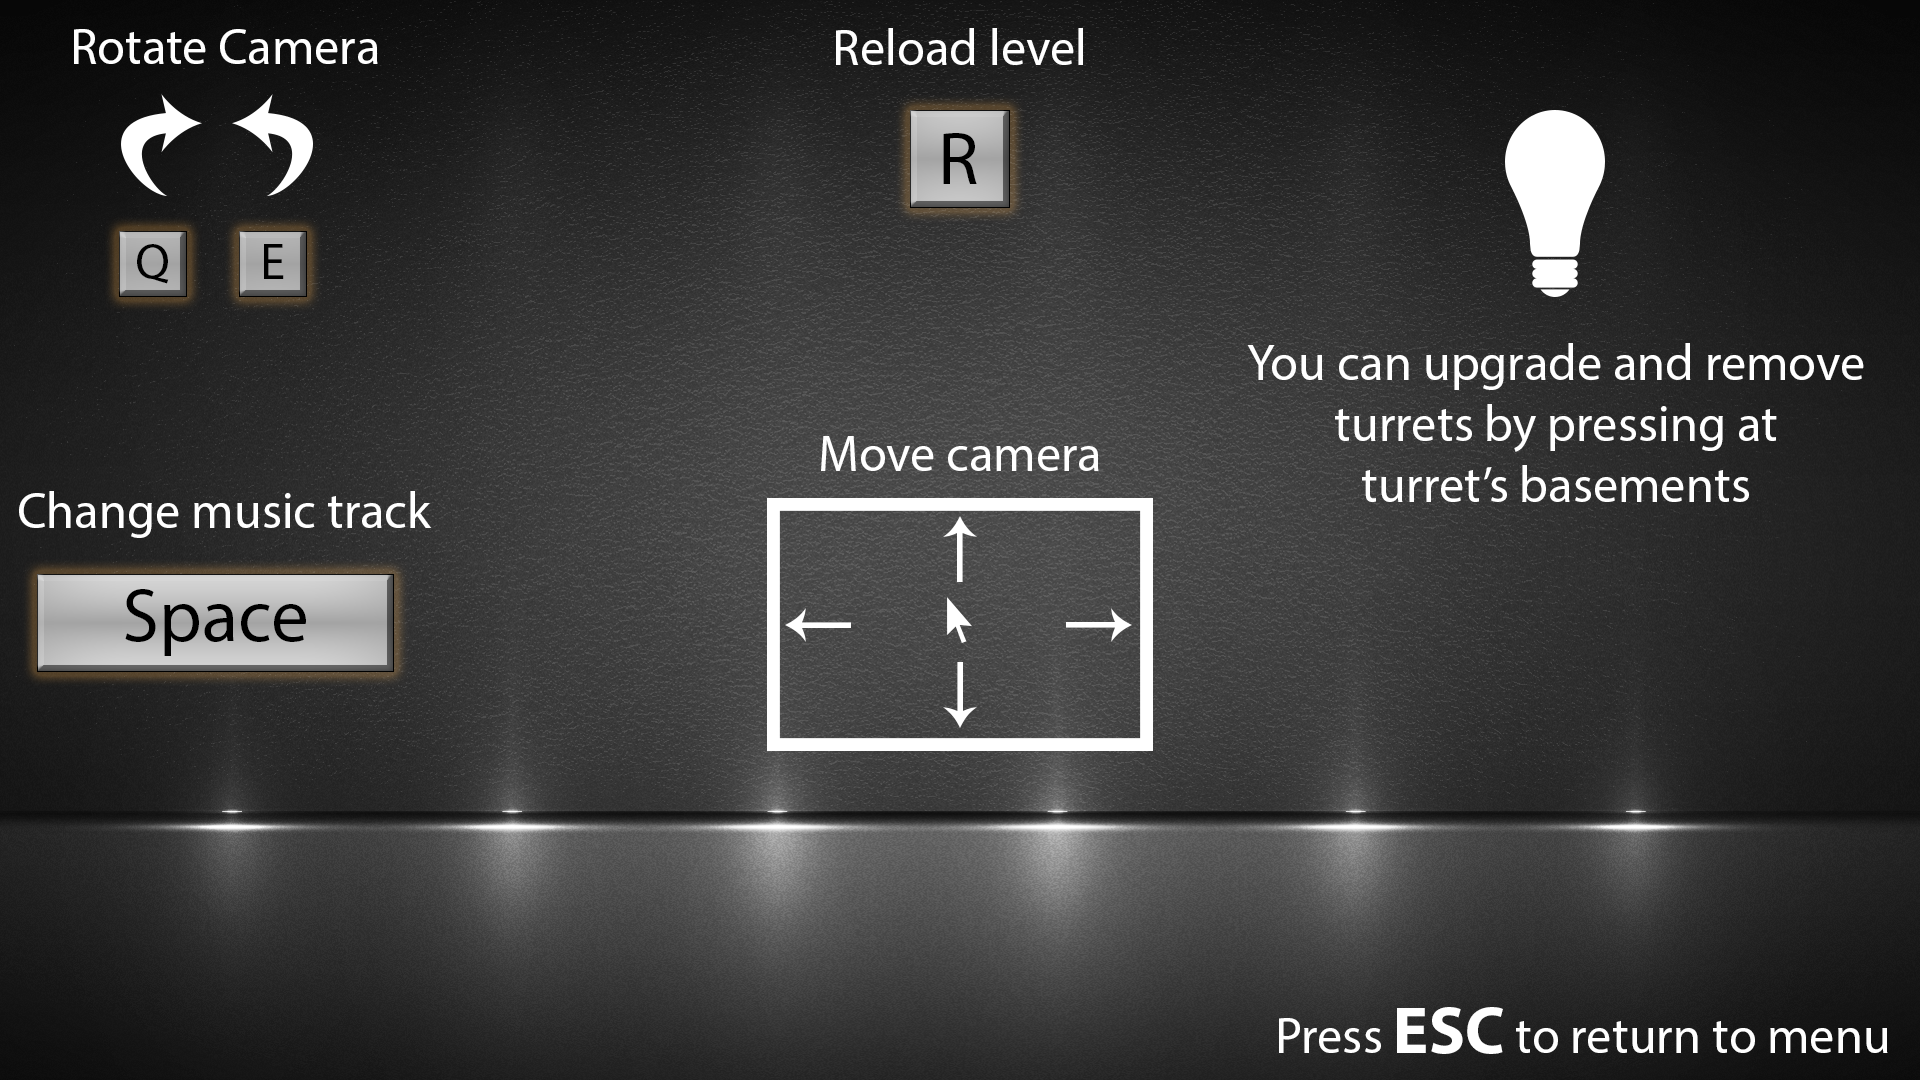 Rotate Camera
Q E
Reload level
R
You can upgrade and remove
turrets by pressing at
turret’s basements
Move camera
Change music track
Space
Press ESC to return to menu